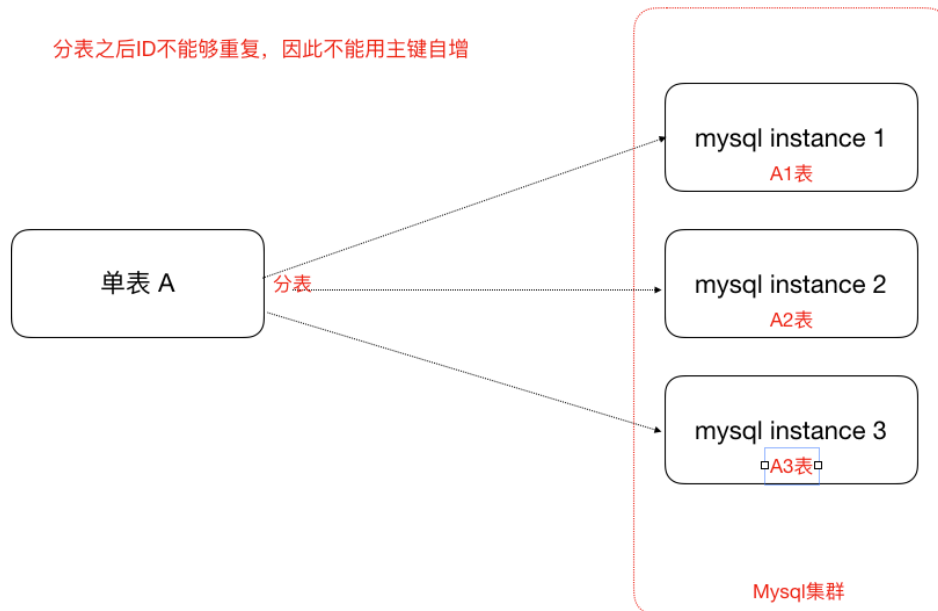 分表之后ID不能够重复，因此不能用主键自增
mysql instance 1
A1表
单表 A
分表
mysql instance 2
A2表
mysql instance 3
A3表
Mysql集群